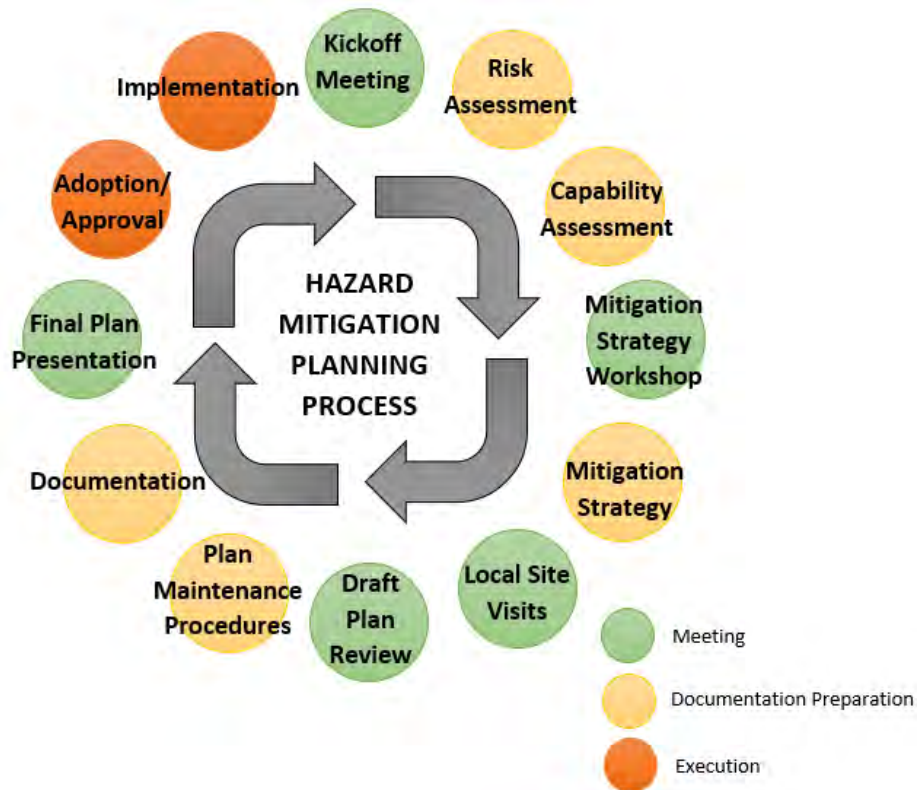 Kickoff
Meeting
Risk
Assessment
Capability
Assessment
Mitigation
Strategy
Workshop
Mitigation
Strategy
Local Site
Visits
Draft
Plan
Review
Plan
Maintenance
Procedures
Documentation
Final Plan
Presentation
Adoption/
Approval
Implementation
HAZARD
MITIGATION
PLANNING
PROCESS
Meeting
Documentation Preparation
Execution